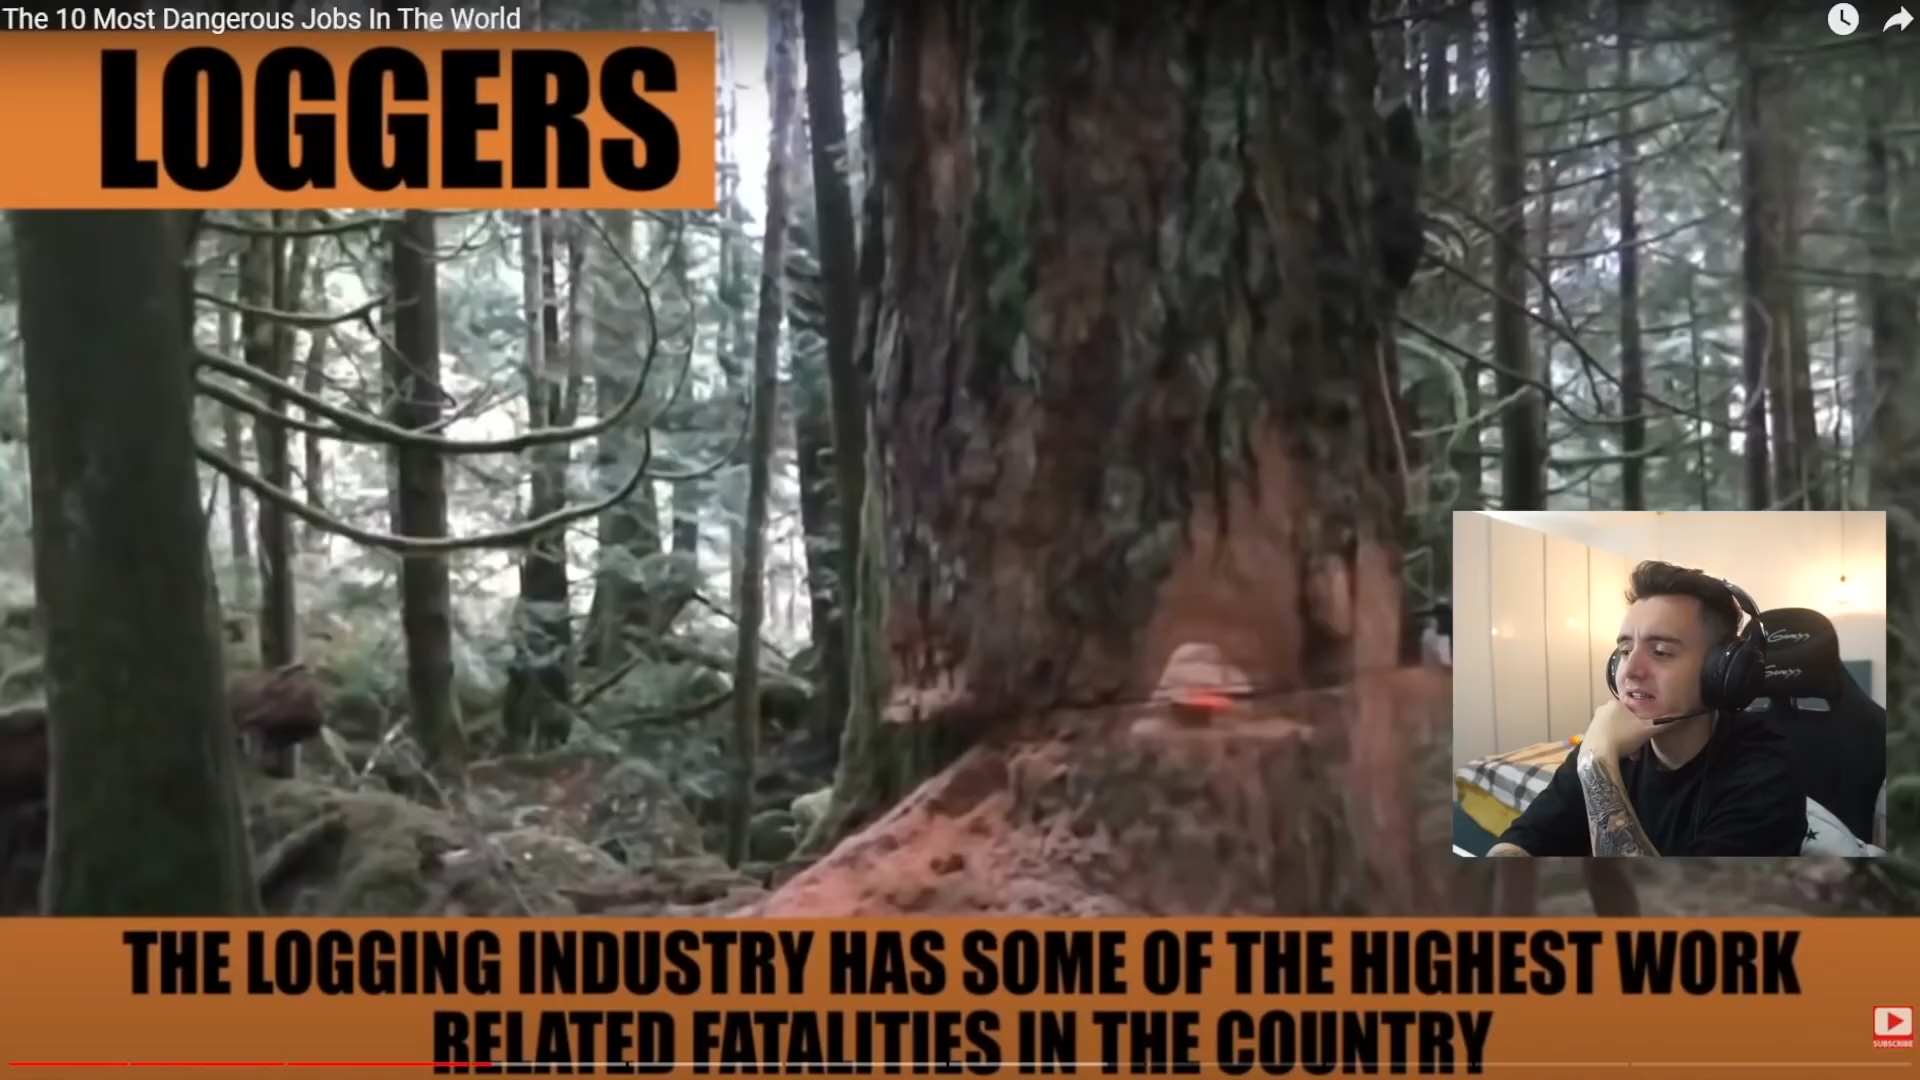 The 10 Most Dangerous Jobs In The World
LOGGERS
THE LOGGING INDUSTRY HAS SOME OF THE HIGHEST WORK
RELATED FATALITIES IN THE COUNTRY
SUBSCRIBE